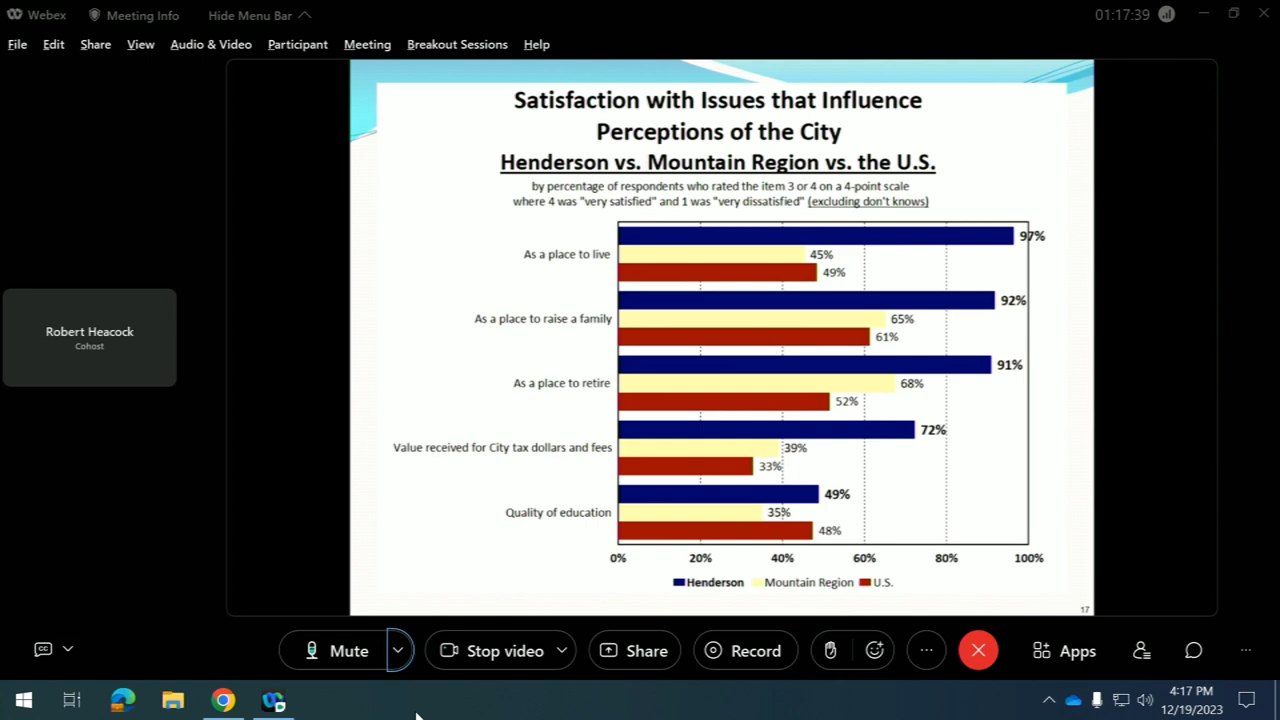 Webex
Meeting Info
Hide Menu Bar
01:17:39
File Edit Share View Audio & Video Participant Meeting Breakout Sessions Help
Satisfaction with Issues that Influence
Perceptions of the City
Henderson vs. Mountain Region vs. the U.S.
by percentage of respondents who rated the item 3 or 4 on a 4-point scale
where 4 was "very satisfied" and 1 was "very dissatisfied" (excluding don't knows)
97%
As a place to live
45%
49%
92%
As a place to raise a family
65%
61%
91%
As a place to retire
68%
52%
72%
Value received for City tax dollars and fees
39%
33%
49%
Quality of education
35%
48%
0% 20% 40% 60% 80% 100%
Henderson Mountain Region U.S.
17
Robert Heacock
Cohost
CC
Mute
Stop video
Share
Record
Apps
4:17 PM
12/19/2023